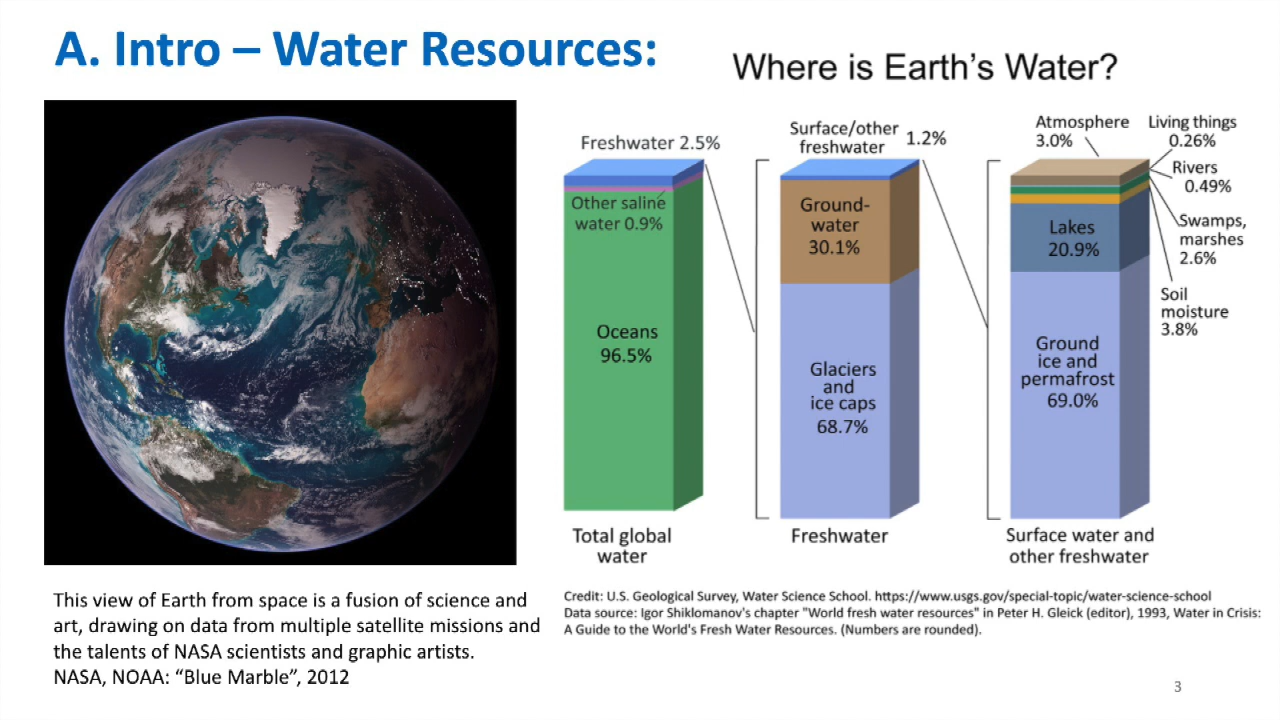 A. Intro – Water Resources:
Where is Earth's Water?
Freshwater 2.5%
Other saline
water 0.9%
Oceans
96.5%
Total global
water
Surface/other
freshwater
1.2%
Ground-
water
30.1%
Glaciers
and
ice caps
68.7%
Freshwater
Atmosphere
3.0%
Living things
0.26%
Rivers
0.49%
Swamps,
marshes
2.6%
Soil
moisture
3.8%
Lakes
20.9%
Ground
ice and
permafrost
69.0%
Surface water and
other freshwater
This view of Earth from space is a fusion of science and
art, drawing on data from multiple satellite missions and
the talents of NASA scientists and graphic artists.
NASA, NOAA: “Blue Marble”, 2012
Credit: U.S. Geological Survey, Water Science School. https://www.usgs.gov/special-topic/water-science-school
Data source: Igor Shiklomanov's chapter "World fresh water resources" in Peter H. Gleick (editor), 1993, Water in Crisis:
A Guide to the World's Fresh Water Resources. (Numbers are rounded).
3